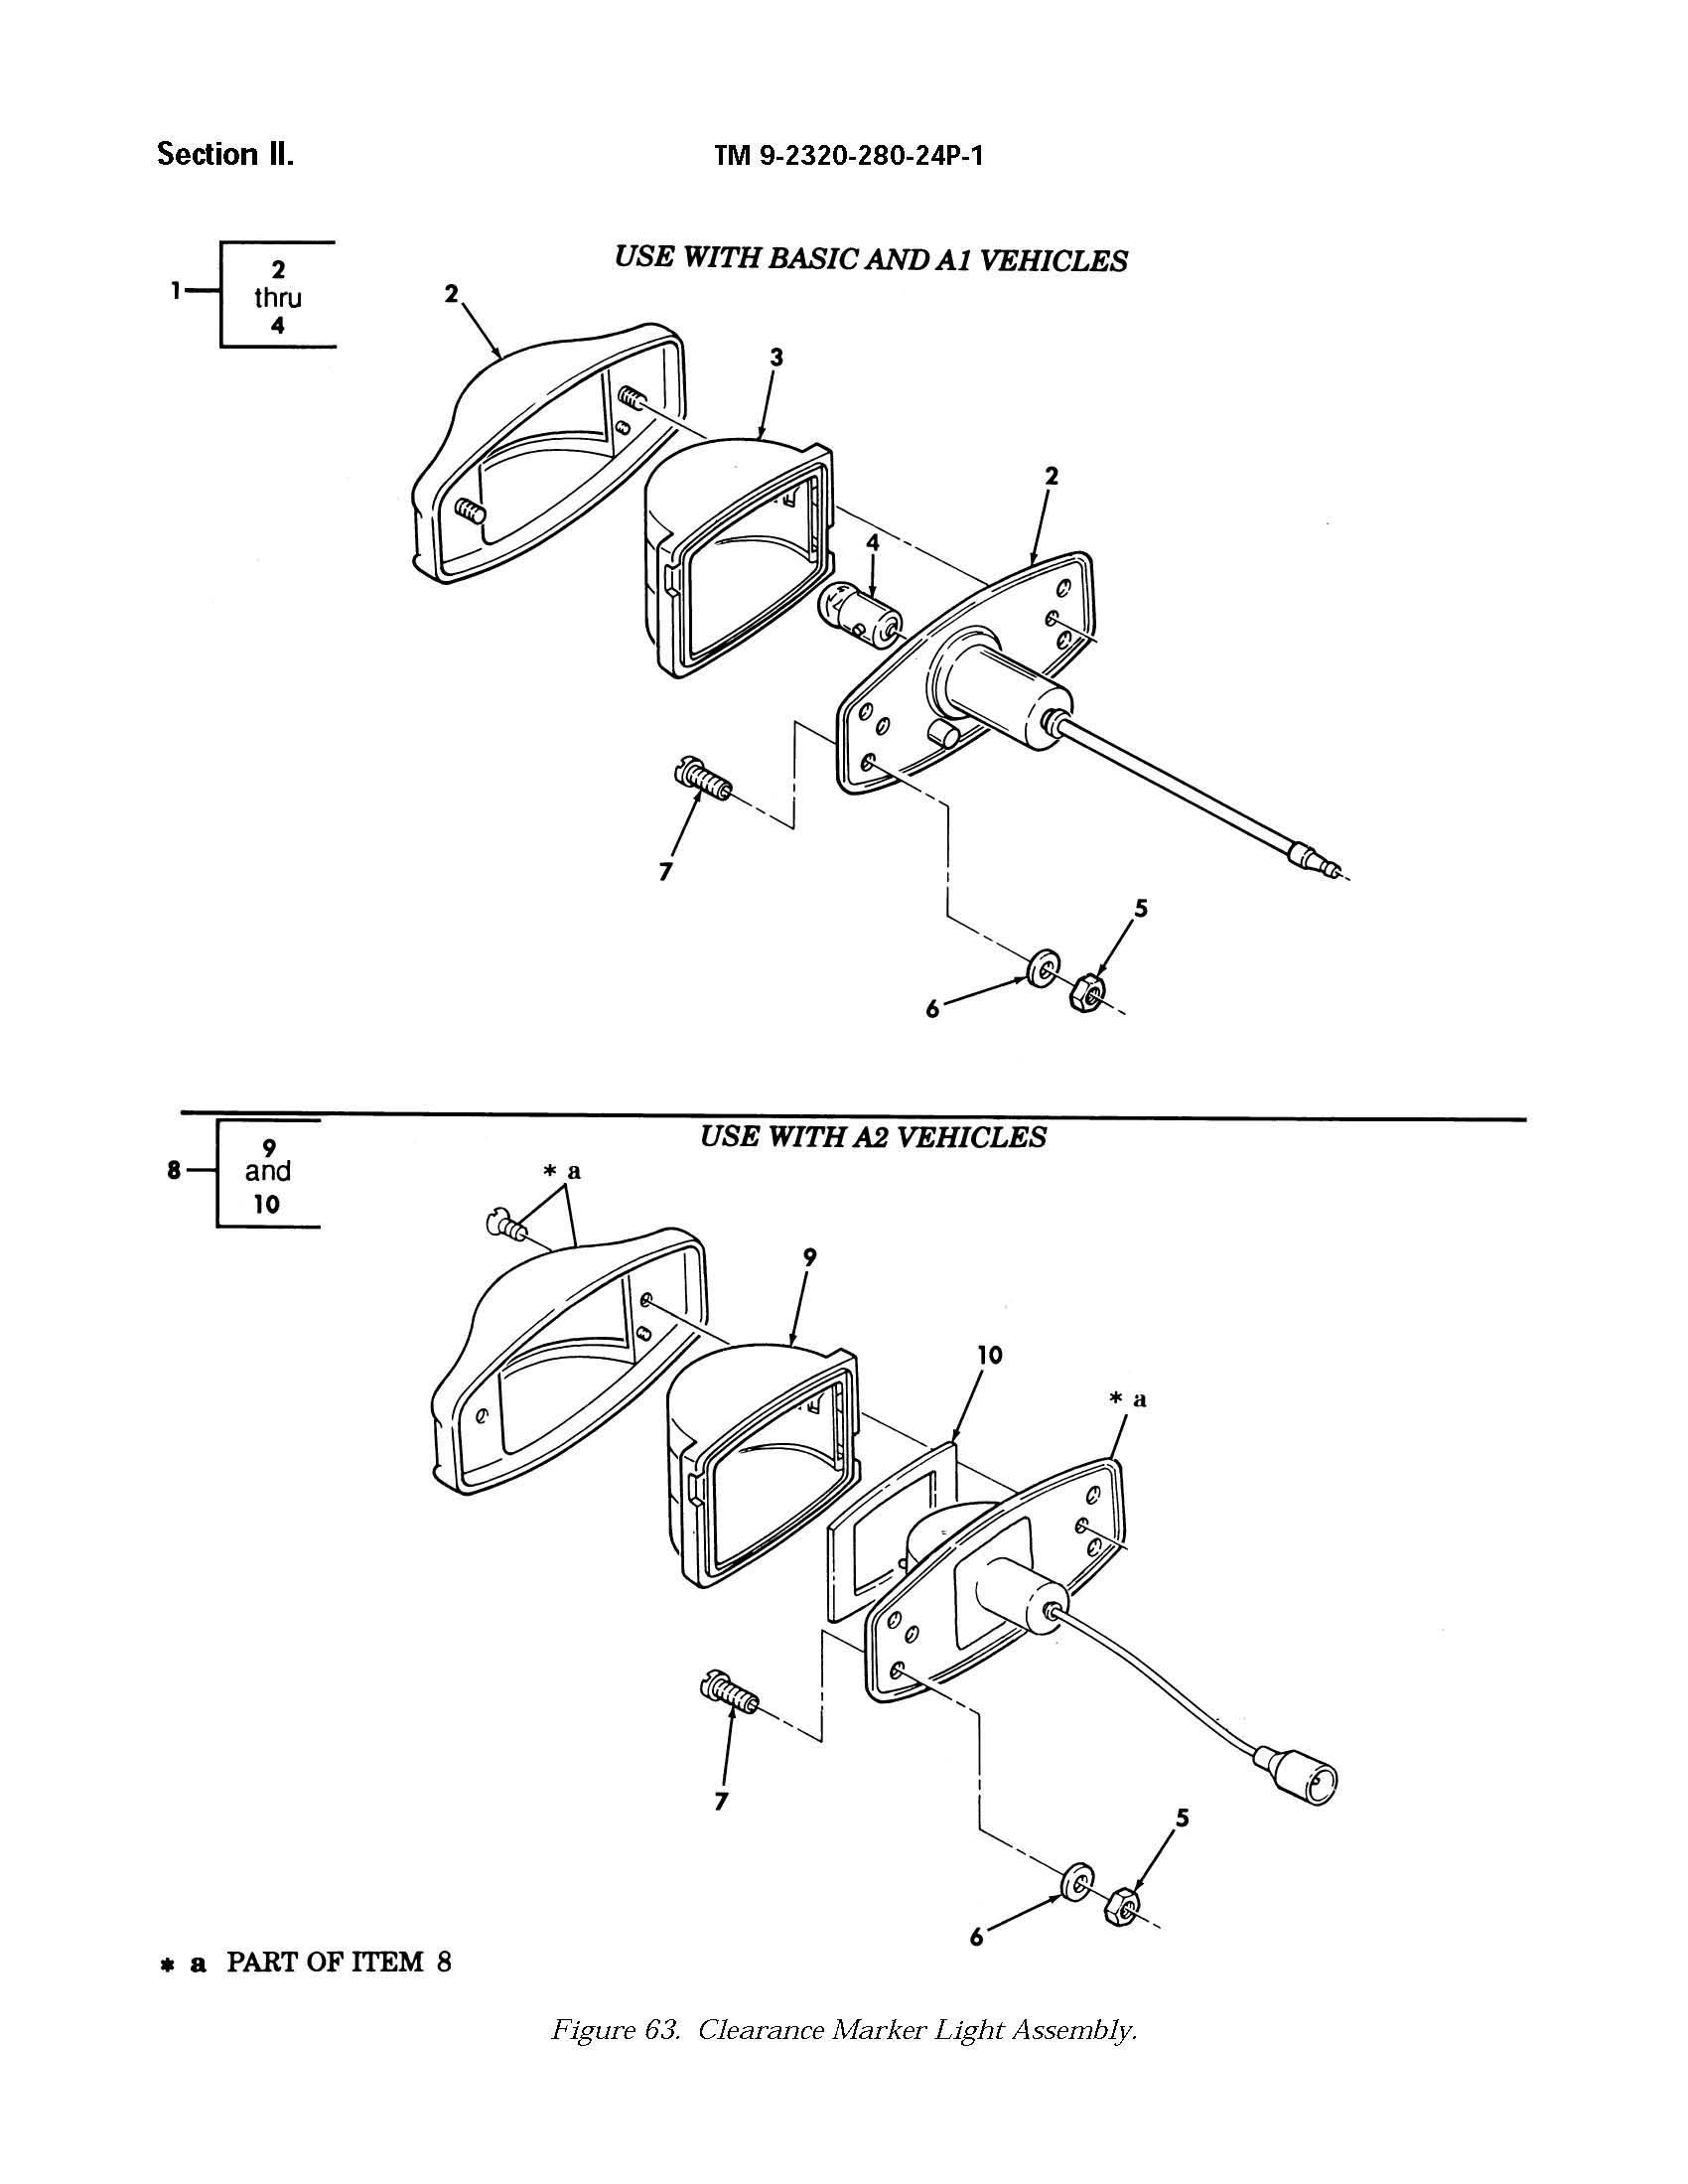 Section II.
TM 9-2320-280-24P-1
USE WITH BASIC AND A1 VEHICLES
1
2
thru
4
2
3
2
4
7
5
6
USE WITH A2 VEHICLES
8
9
and
10
* a
9
10
* a
7
5
6
* a PART OF ITEM 8
Figure 63. Clearance Marker Light Assembly.